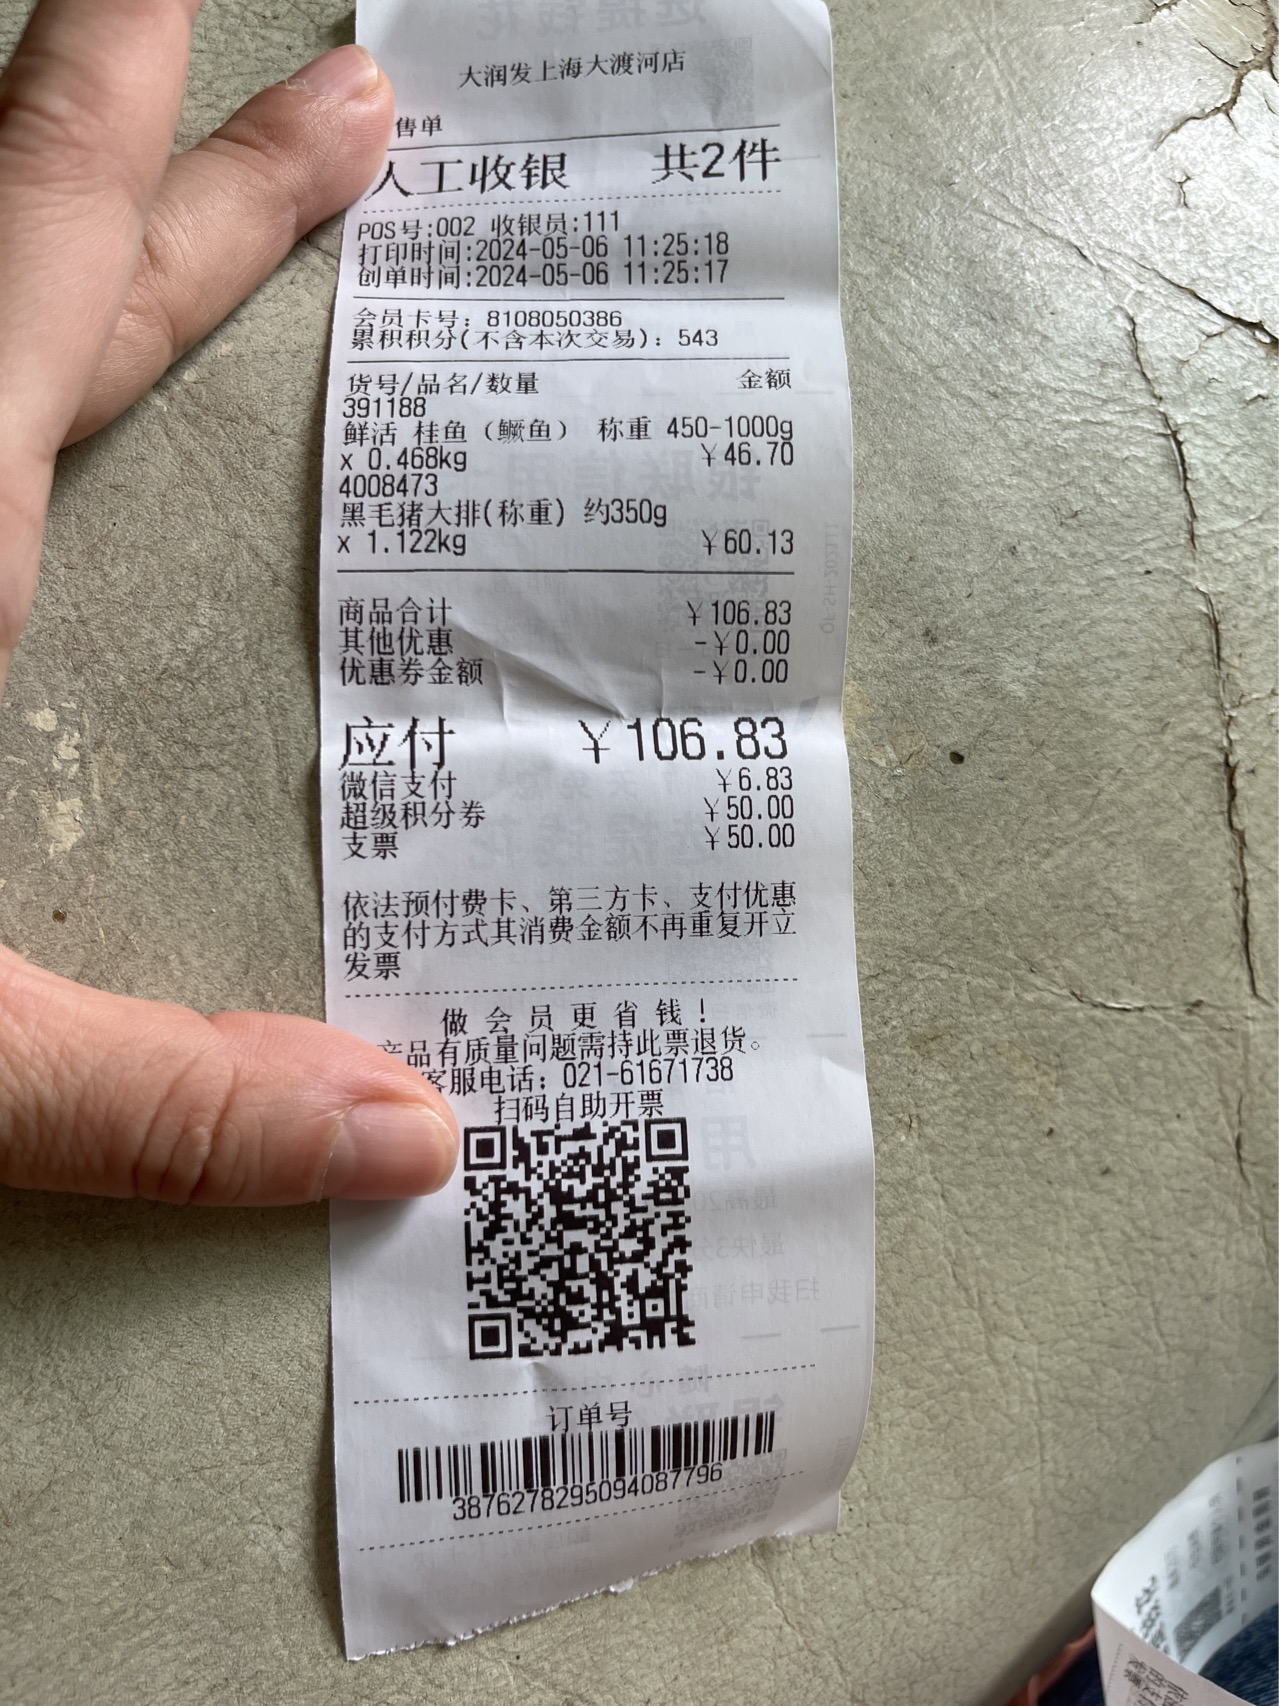 大润发上海大渡河店
售单
人工收银 共2件
POS号:002 收银员:111
打印时间:2024-05-06 11:25:18
创单时间:2024-05-06 11:25:17
会员卡号: 8108050386
累积积分(不含本次交易): 543
货号/品名/数量 金额
391188
鲜活 桂鱼（鳜鱼） 称重 450-1000g
x 0.468kg ￥46.70
4008473
黑毛猪大排(称重) 约350g
x 1.122kg ￥60.13
商品合计 ￥106.83
其他优惠 -￥0.00
优惠券金额 -￥0.00
应付 ￥106.83
微信支付 ￥6.83
超级积分券 ￥50.00
支票 ￥50.00
依法预付费卡、第三方卡、支付优惠
的支付方式其消费金额不再重复开立
发票
做会员更省钱!
产品有质量问题需持此票退货。
客服电话: 021-61671738
扫码自助开票
订单号
3876278295094087796